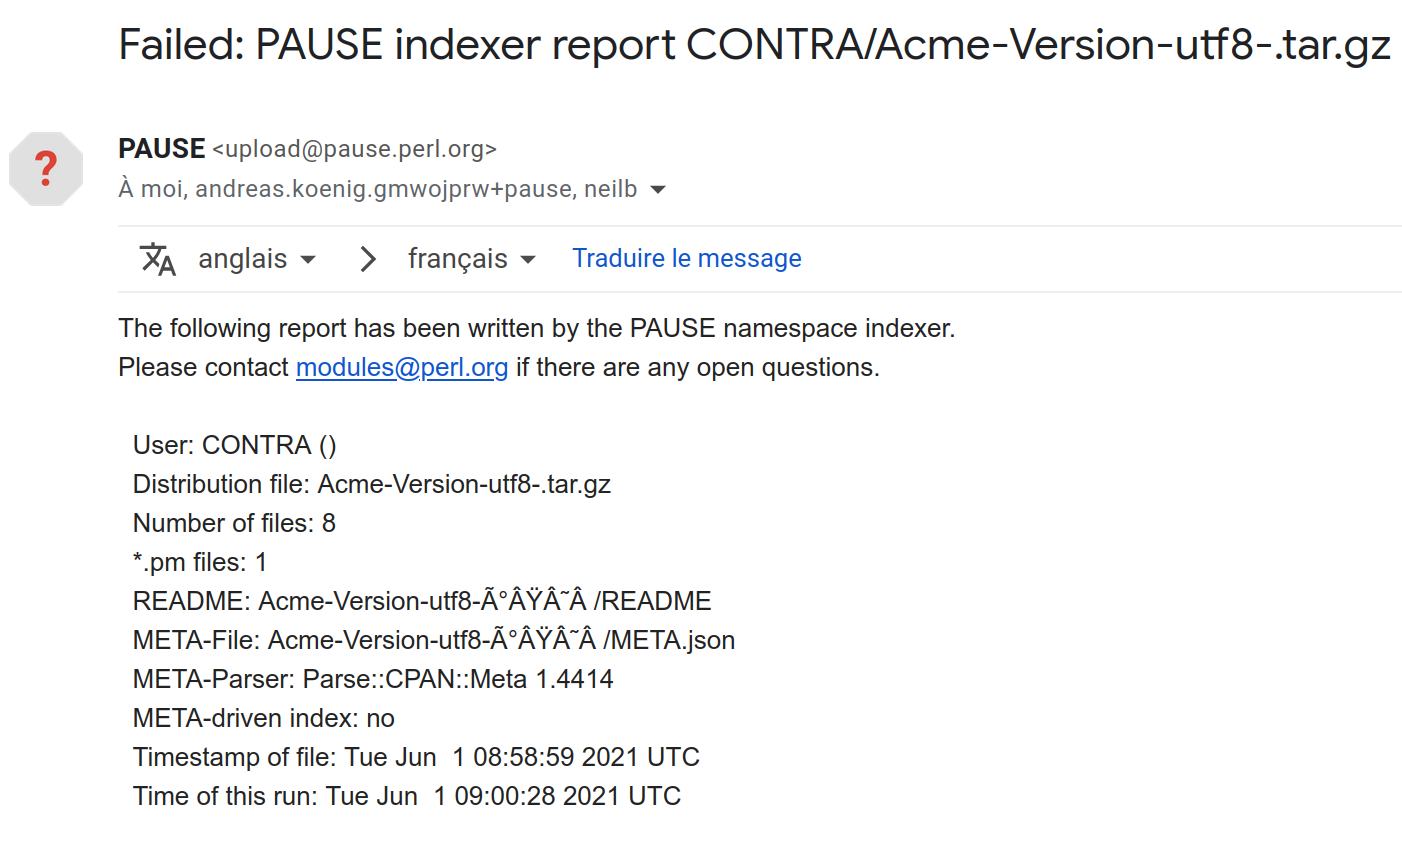 Failed: PAUSE indexer report CONTRA/Acme-Version-utf8-.tar.gz
PAUSE <upload@pause.perl.org>
À moi, andreas.koenig.gmwojprw+pause, neilb
anglais > français Traduire le message
The following report has been written by the PAUSE namespace indexer.
Please contact modules@perl.org if there are any open questions.
User: CONTRA ()
Distribution file: Acme-Version-utf8-.tar.gz
Number of files: 8
*.pm files: 1
README: Acme-Version-utf8-Ã°ÂŸÂ˜Â /README
META-File: Acme-Version-utf8-Ã°ÂŸÂ˜Â /META.json
META-Parser: Parse::CPAN::Meta 1.4414
META-driven index: no
Timestamp of file: Tue Jun  1 08:58:59 2021 UTC
Time of this run: Tue Jun  1 09:00:28 2021 UTC